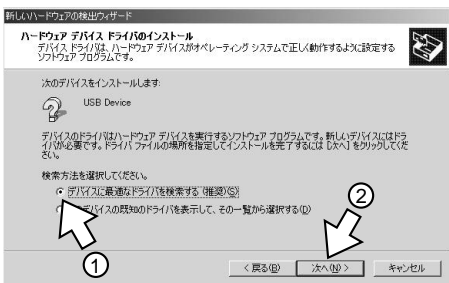 新しいハードウェアの検出ウィザード
ハードウェア デバイス ドライバのインストール
デバイス ドライバは、ハードウェア デバイスがオペレーティング システムで正しく動作するように設定する
ソフトウェア プログラムです。
次のデバイスをインストールします:
USB Device
デバイスのドライバはハードウェア デバイスを実行するソフトウェア プログラムです。新しいデバイスにはドラ
イバが必要です。ドライバ ファイルの場所を指定してインストールを完了するには [次へ] をクリックしてくだ
さい。
検索方法を選択してください。
デバイスに最適なドライバを検索する (推奨)(S)
デバイスの既知のドライバを表示して、その一覧から選択する(D)
②
①
< 戻る(B)
次へ(N) >
キャンセル